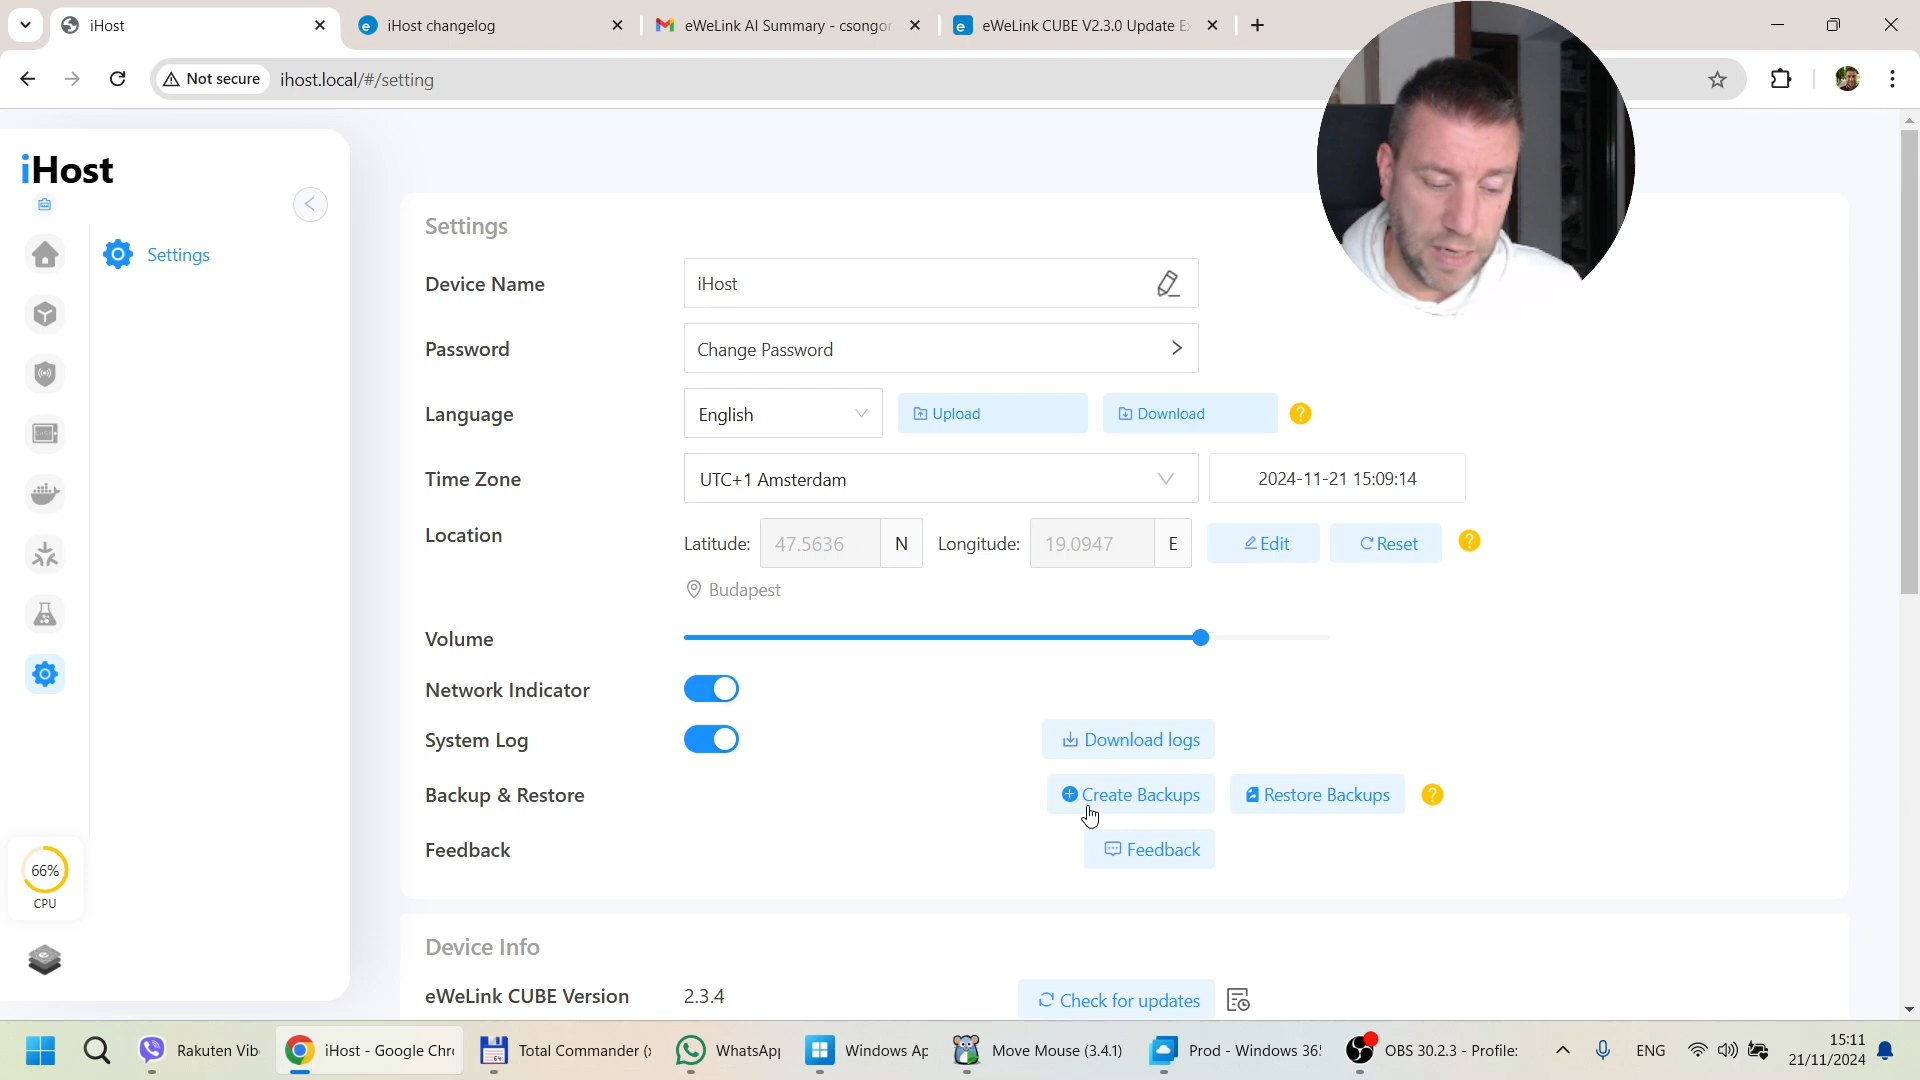 iHost
iHost changelog
eWeLink AI Summary - csongor
eWeLink CUBE V2.3.0 Update E
Not secure
ihost.local/#/setting
iHost
Settings
66%
CPU
Settings
Device Name
iHost
Password
Change Password
Language
English
Upload
Download
?
Time Zone
UTC+1 Amsterdam
2024-11-21 15:09:14
Location
Latitude:
47.5636
N
Longitude:
19.0947
E
Edit
Reset
?
Budapest
Volume
Network Indicator
System Log
Download logs
Backup & Restore
Create Backups
Restore Backups
?
Feedback
Feedback
Device Info
eWeLink CUBE Version
2.3.4
Check for updates
Rakuten Vib
iHost - Google Chr
Total Commander (
WhatsApp
Windows Ap
Move Mouse (3.4.1)
Prod - Windows 36
OBS 30.2.3 - Profile:
ENG
15:11
21/11/2024